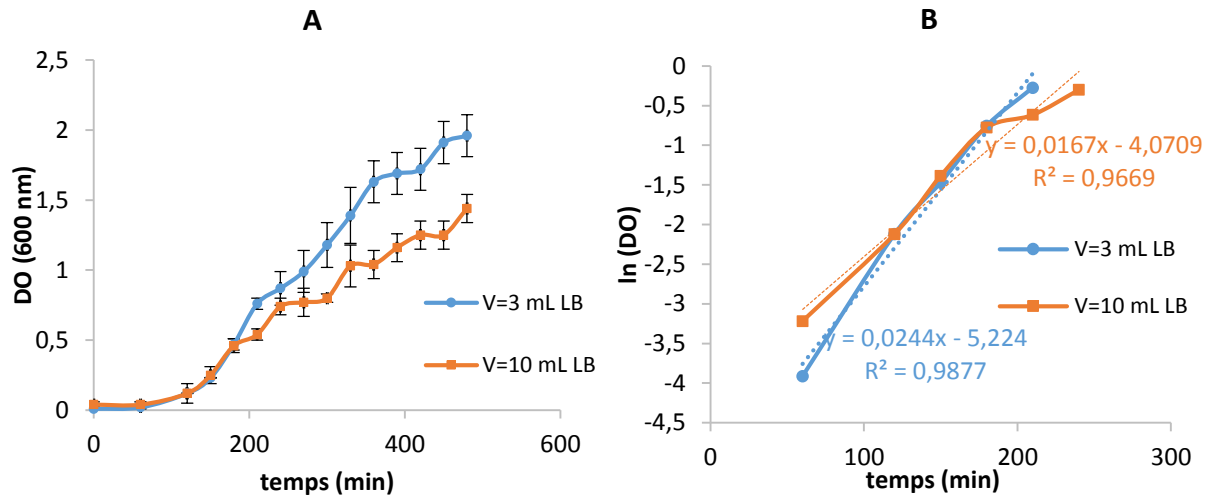 A
DO (600 nm)
2,5
2
1,5
1
0,5
0
0
200
400
600
temps (min)
V=3 mL LB
V=10 mL LB
B
ln (DO)
0
-0,5
-1
-1,5
-2
-2,5
-3
-3,5
-4
-4,5
0
100
200
300
temps (min)
y = 0,0167x - 4,0709
R² = 0,9669
V=3 mL LB
V=10 mL LB
y = 0,0244x - 5,224
R² = 0,9877